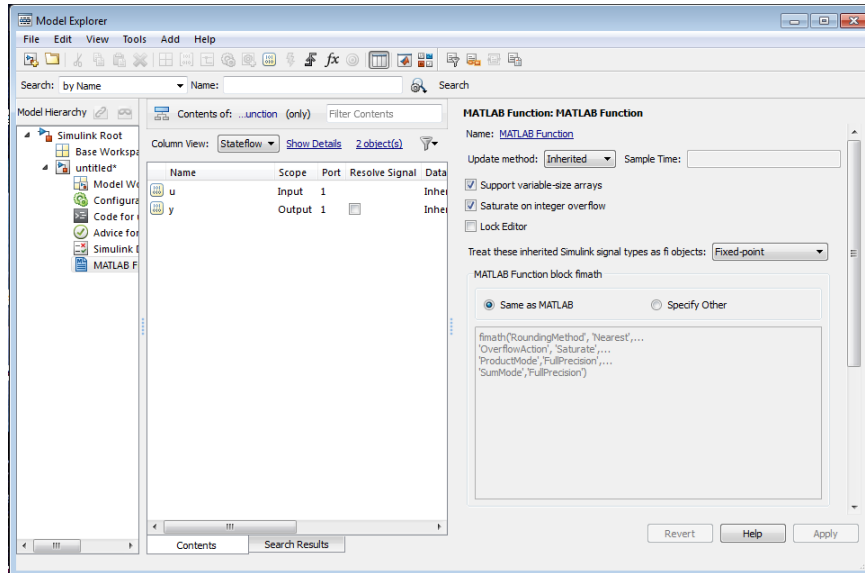 Model Explorer
File Edit View Tools Add Help
fx
Search: by Name Name: Search
Model Hierarchy
Simulink Root
Base Workspa
untitled*
Model Wo
Configura
Code for
Advice for
Simulink
MATLAB F
Contents of: ...unction (only) Filter Contents
Column View: Stateflow Show Details 2 object(s)
Name Scope Port Resolve Signal Data
u Input 1 Inher
y Output 1 Inher
Contents Search Results
MATLAB Function: MATLAB Function
Name: MATLAB Function
Update method: Inherited Sample Time:
Support variable-size arrays
Saturate on integer overflow
Lock Editor
Treat these inherited Simulink signal types as fi objects: Fixed-point
MATLAB Function block fimath
Same as MATLAB Specify Other
fimath('RoundingMethod', 'Nearest',...
'OverflowAction', 'Saturate',...
'ProductMode','FullPrecision',...
'SumMode','FullPrecision')
Revert Help Apply